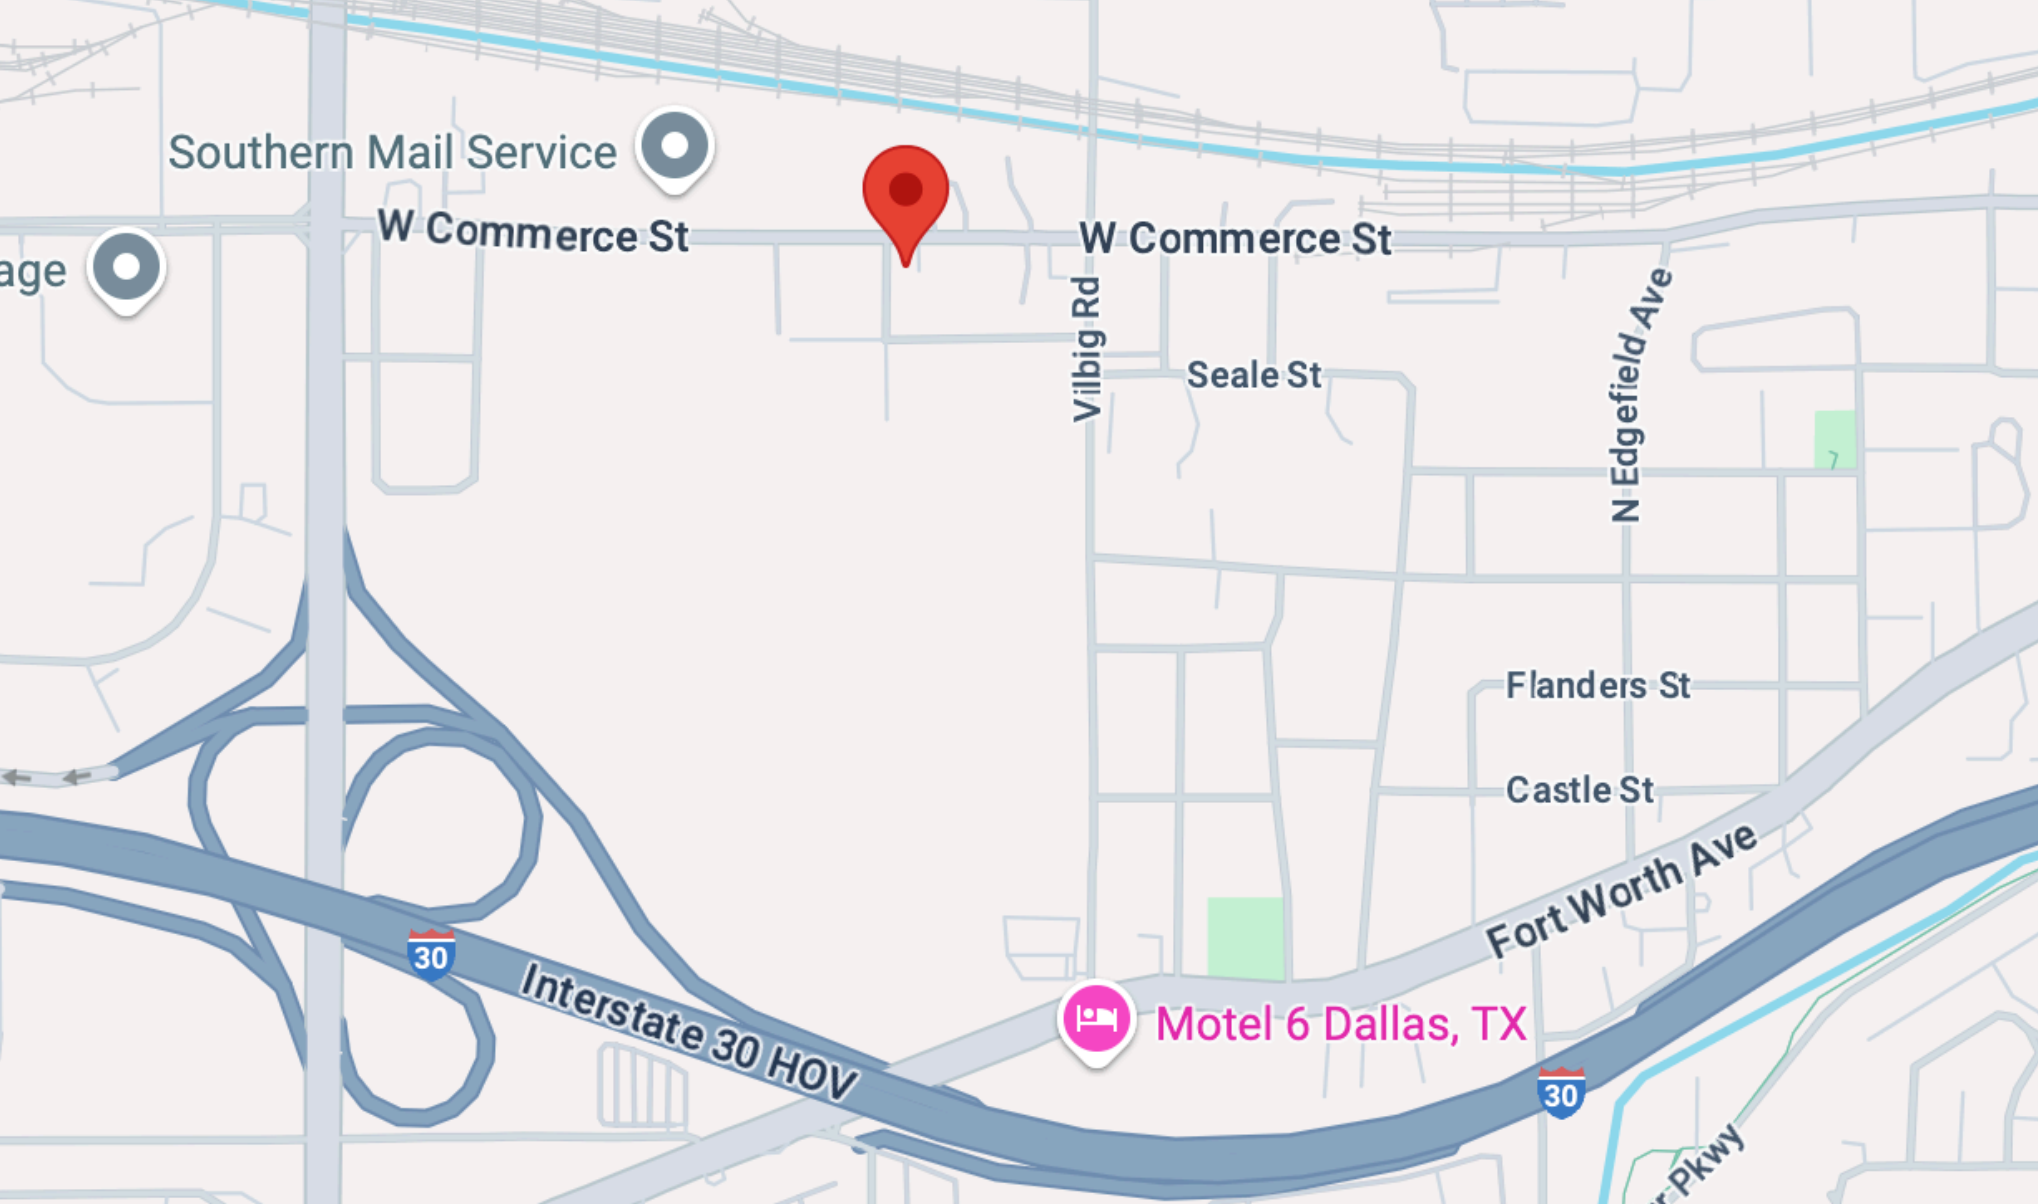 Southern Mail Service
W Commerce St
W Commerce St
age
Vilbig Rd
Seale St
N Edgefield Ave
Flanders St
Castle St
Fort Worth Ave
30
Interstate 30 HOV
Motel 6 Dallas, TX
30
r Pkwy